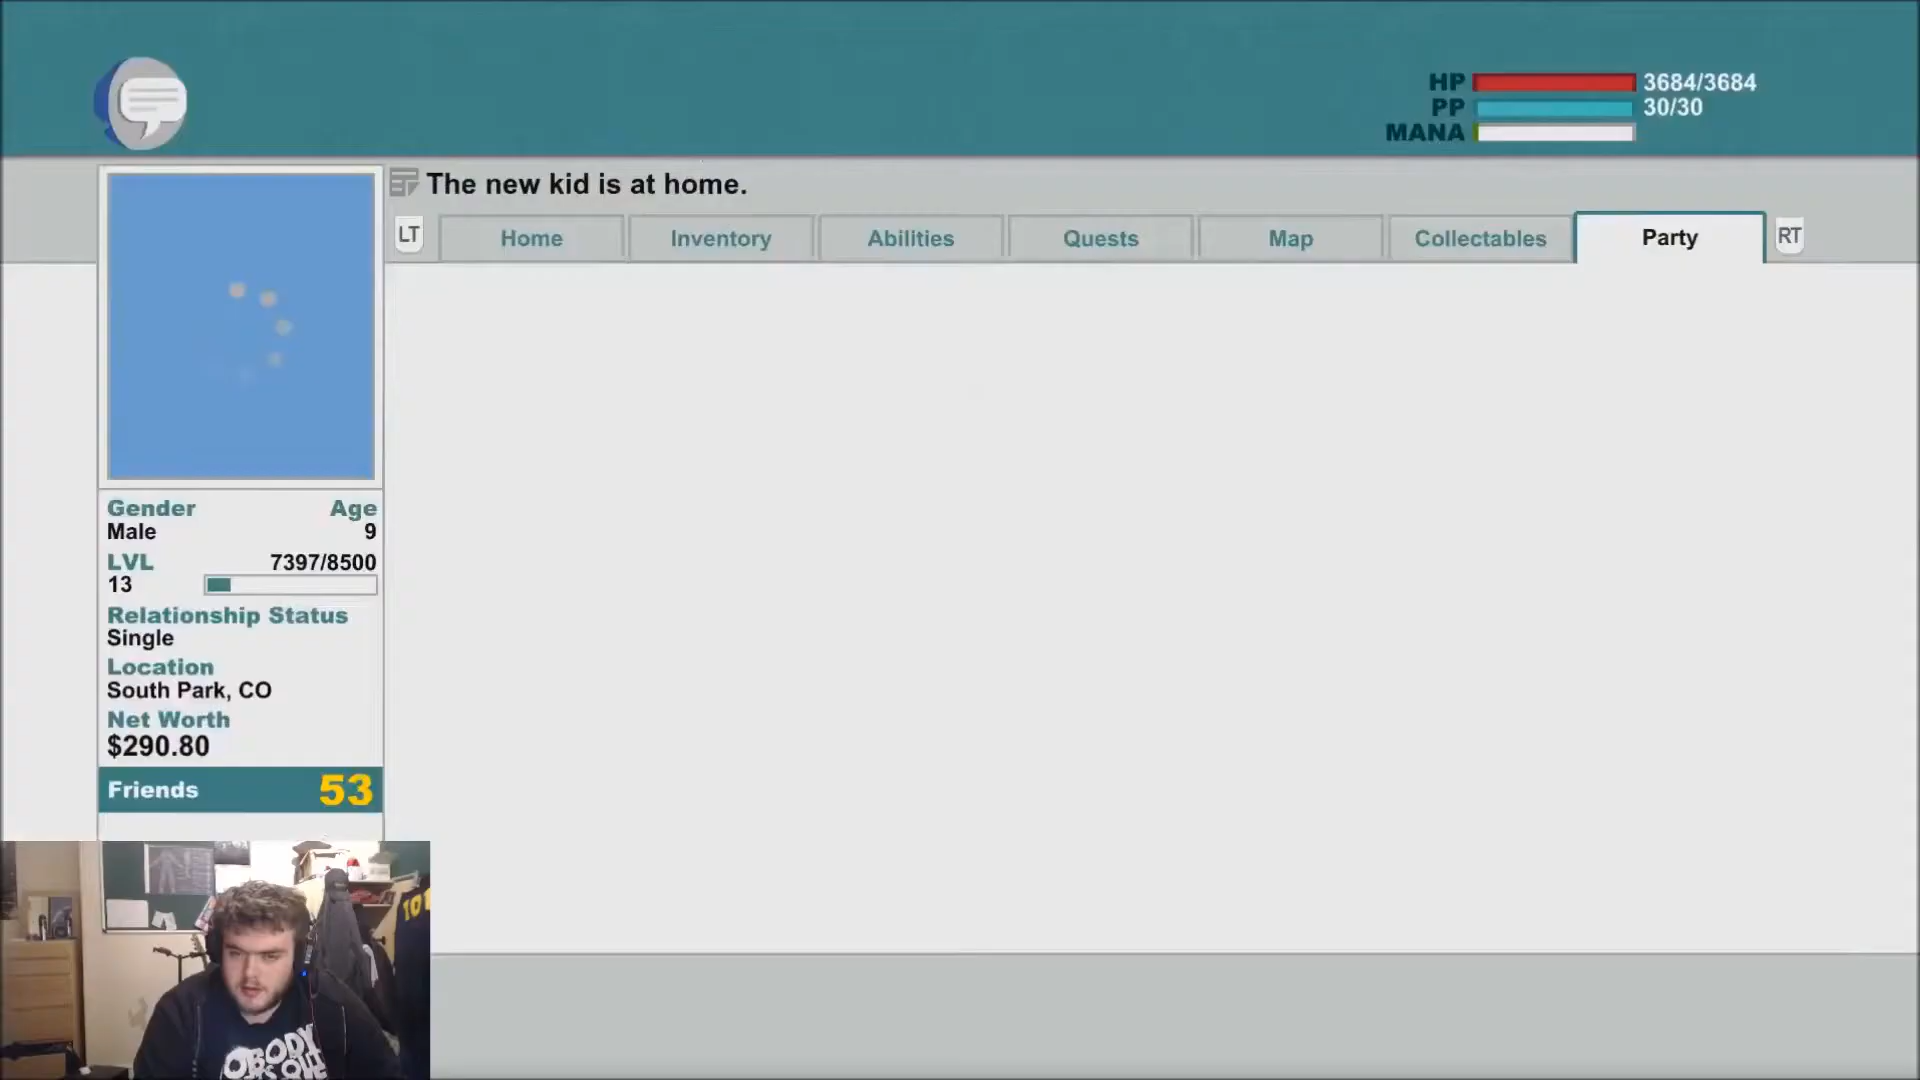 HP 3684/3684
PP 30/30
MANA
The new kid is at home.
LT Home Inventory Abilities Quests Map Collectables Party RT
Gender Age
Male 9
LVL 7397/8500
13
Relationship Status
Single
Location
South Park, CO
Net Worth
$290.80
Friends 53